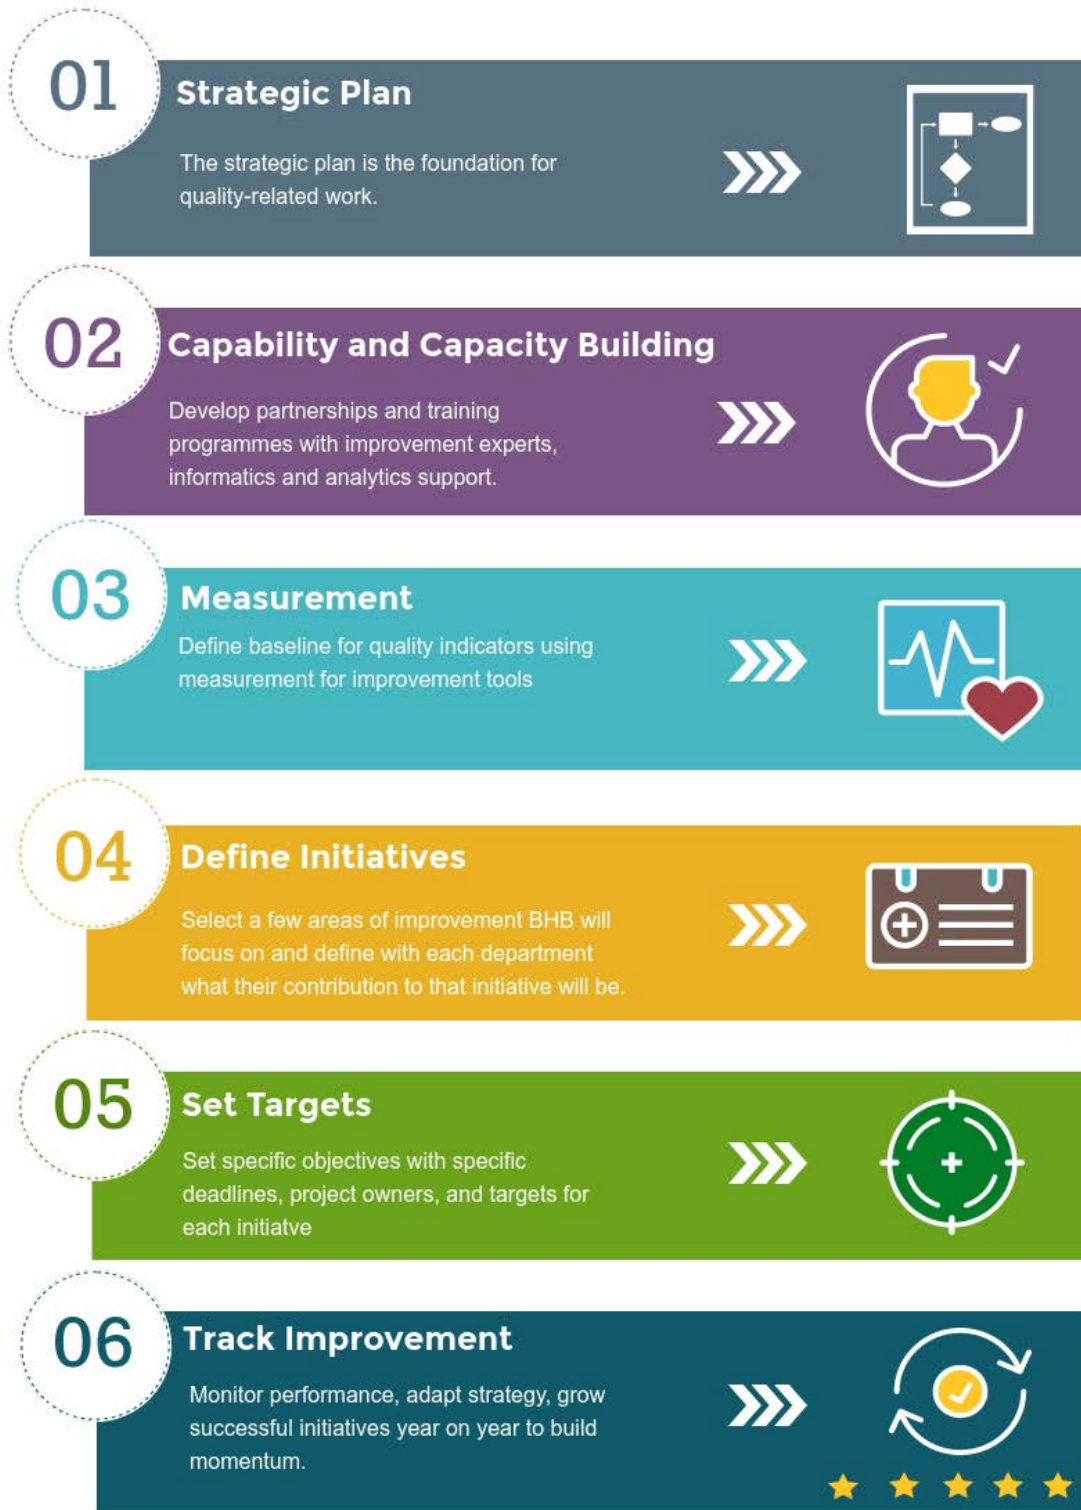 01
Strategic Plan
The strategic plan is the foundation for
quality-related work.
02
Capability and Capacity Building
Develop partnerships and training
programmes with improvement experts,
informatics and analytics support.
03
Measurement
Define baseline for quality indicators using
measurement for improvement tools
04
Define Initiatives
Select a few areas of improvement BHB will
focus on and define with each department
what their contribution to that initiative will be.
05
Set Targets
Set specific objectives with specific
deadlines, project owners, and targets for
each initiatve
06
Track Improvement
Monitor performance, adapt strategy, grow
successful initiatives year on year to build
momentum.